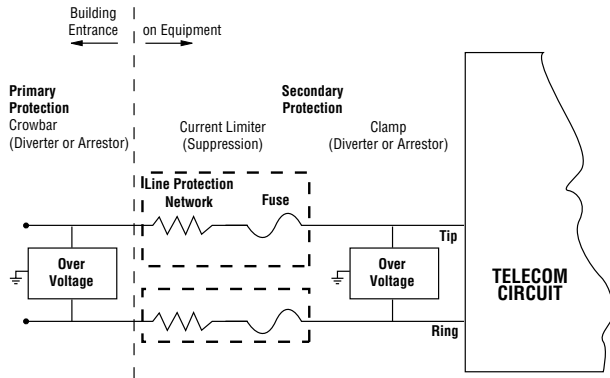 Building
Entrance
on Equipment
Primary
Protection
Crowbar
(Diverter or Arrestor)
Secondary
Protection
Current Limiter
(Suppression)
Clamp
(Diverter or Arrestor)
Line Protection
Network
Fuse
Tip
Over
Voltage
Over
Voltage
TELECOM
CIRCUIT
Ring